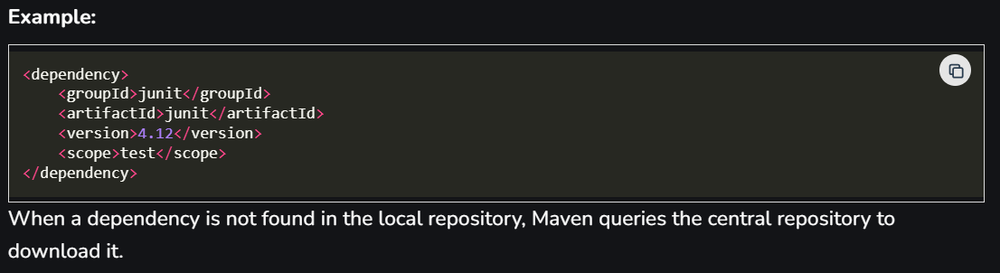 Example:
<dependency>
    <groupId>junit</groupId>
    <artifactId>junit</artifactId>
    <version>4.12</version>
    <scope>test</scope>
</dependency>
When a dependency is not found in the local repository, Maven queries the central repository to
download it.